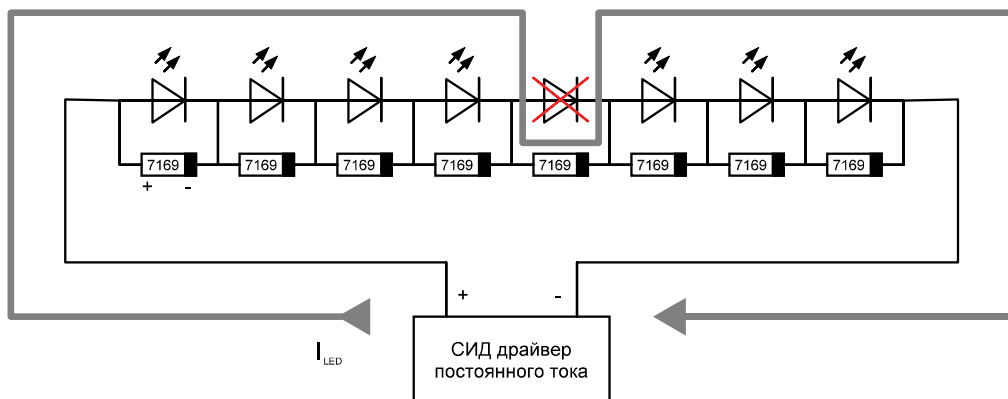 7169 7169 7169 7169 7169 7169 7169 7169
+ -
+ -
I LED
СИД драйвер
постоянного тока